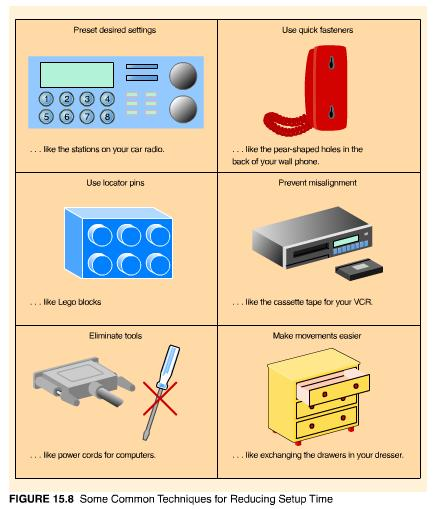 Preset desired settings
1 2 3 4
5 6 7 8
. . . like the stations on your car radio.
Use quick fasteners
. . . like the pear-shaped holes in the
back of your wall phone.
Use locator pins
. . . like Lego blocks
Prevent misalignment
. . . like the cassette tape for your VCR.
Eliminate tools
. . . like power cords for computers.
Make movements easier
. . . like exchanging the drawers in your dresser.
FIGURE 15.8 Some Common Techniques for Reducing Setup Time